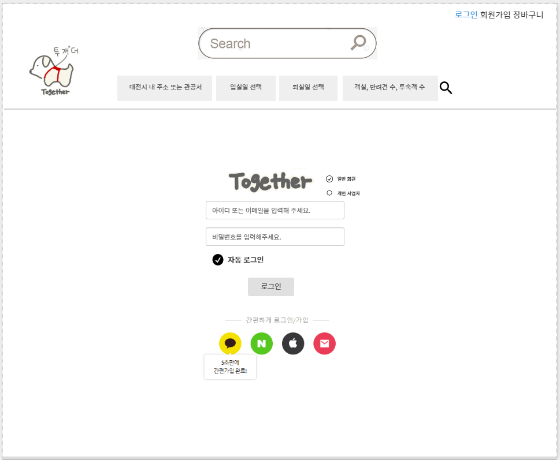 로그인 회원가입 장바구니
Search
투개더
Together
대전시 내 주소 또는 관광서
입실일 선택
퇴실일 선택
객실, 반려견 수, 투숙객 수
Together
일반 회원
개인 사업자
아이디 또는 이메일을 입력해 주세요.
비밀번호를 입력해주세요.
자동 로그인
로그인
간편하게 로그인/가입
N
5초만에
간편가입 완료!